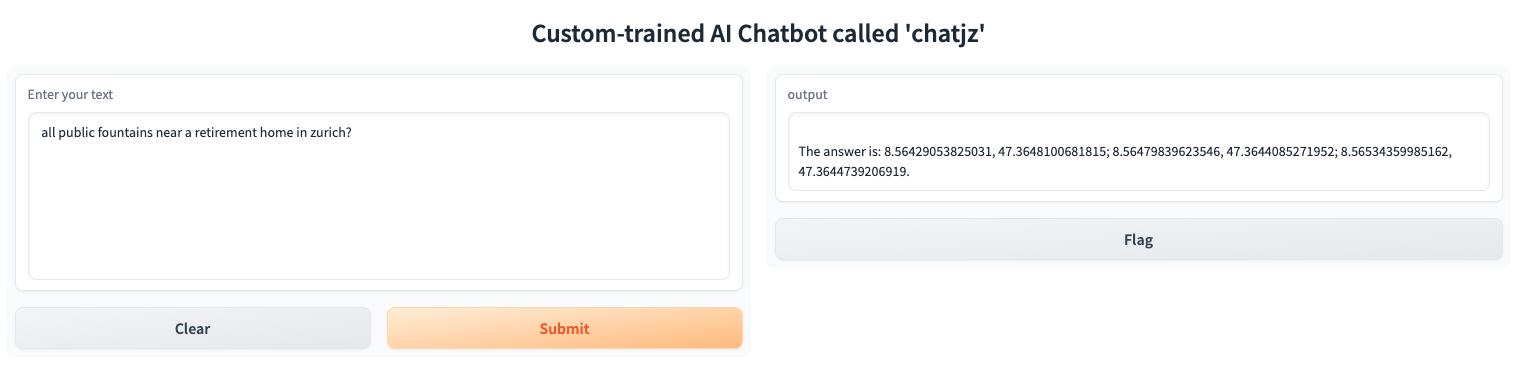 Custom-trained AI Chatbot called 'chatjz'
Enter your text
all public fountains near a retirement home in zurich?
Clear
Submit
output
The answer is: 8.56429053825031, 47.3648100681815; 8.56479839623546, 47.3644085271952; 8.56534359985162,
47.3644739206919.
Flag